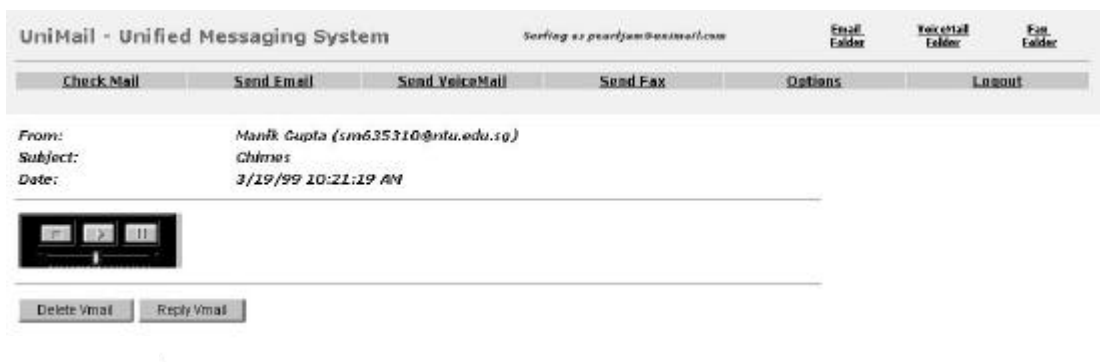 UniMail - Unified Messaging System
Surfing as pearljam@unimail.com
Email Folder
VoiceMail Folder
Fax Folder
Check Mail
Send Email
Send VoiceMail
Send Fax
Options
Logout
From: Manik Gupta (sm635310@ntu.edu.sg)
Subject: Chimes
Date: 3/19/99 10:21:19 AM
Delete Vmail
Reply Vmail